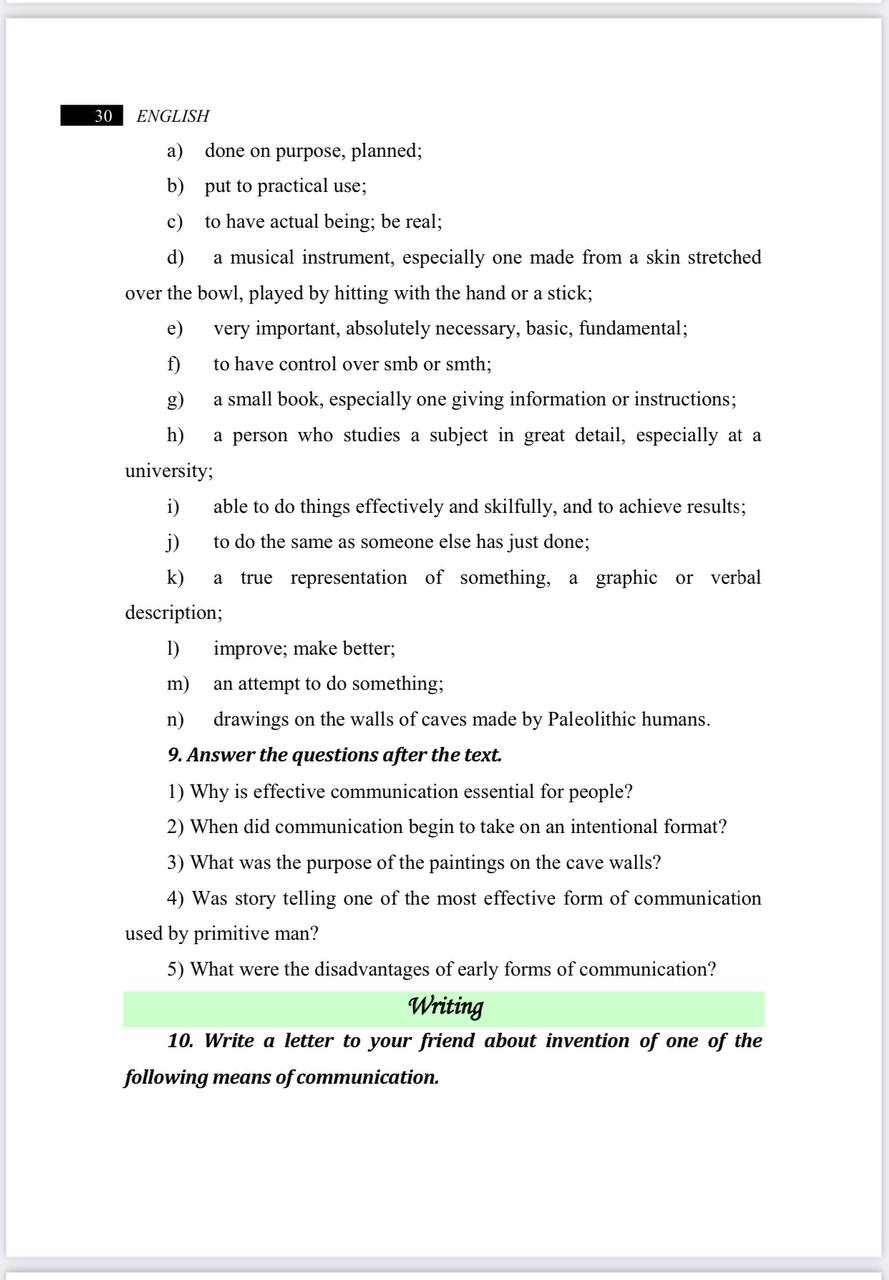 30 ENGLISH
a) done on purpose, planned;
b) put to practical use;
c) to have actual being; be real;
d) a musical instrument, especially one made from a skin stretched
over the bowl, played by hitting with the hand or a stick;
e) very important, absolutely necessary, basic, fundamental;
f) to have control over smb or smth;
g) a small book, especially one giving information or instructions;
h) a person who studies a subject in great detail, especially at a
university;
i) able to do things effectively and skilfully, and to achieve results;
j) to do the same as someone else has just done;
k) a true representation of something, a graphic or verbal
description;
l) improve; make better;
m) an attempt to do something;
n) drawings on the walls of caves made by Paleolithic humans.
9. Answer the questions after the text.
1) Why is effective communication essential for people?
2) When did communication begin to take on an intentional format?
3) What was the purpose of the paintings on the cave walls?
4) Was story telling one of the most effective form of communication
used by primitive man?
5) What were the disadvantages of early forms of communication?
Writing
10. Write a letter to your friend about invention of one of the
following means of communication.